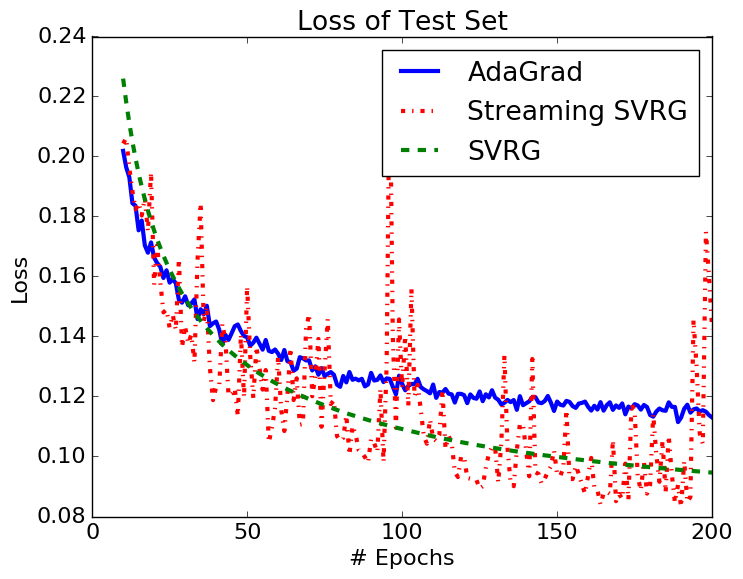 Loss of Test Set
0.24
0.22
0.20
0.18
0.16
0.14
0.12
0.10
0.08
Loss
AdaGrad
Streaming SVRG
SVRG
0
50
100
150
200
# Epochs